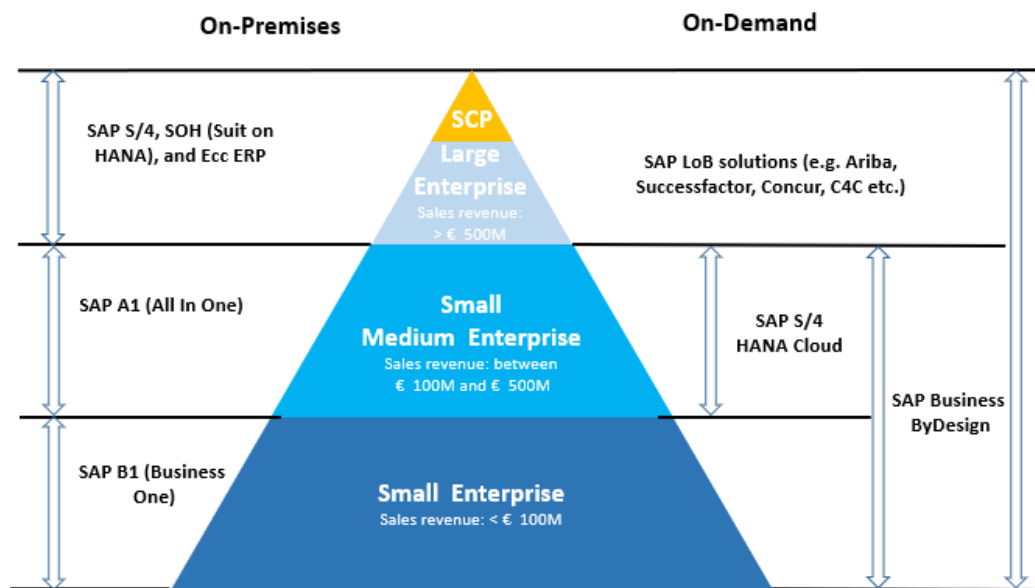 On-Premises
On-Demand
SAP S/4, SOH (Suit on
HANA), and Ecc ERP
SCP
Large
Enterprise
Sales revenue:
> € 500M
SAP LoB solutions (e.g. Ariba,
Successfactor, Concur, C4C etc.)
SAP A1 (All In One)
Small
Medium Enterprise
Sales revenue: between
€ 100M and € 500M
SAP S/4
HANA Cloud
SAP Business
ByDesign
SAP B1 (Business
One)
Small Enterprise
Sales revenue: < € 100M